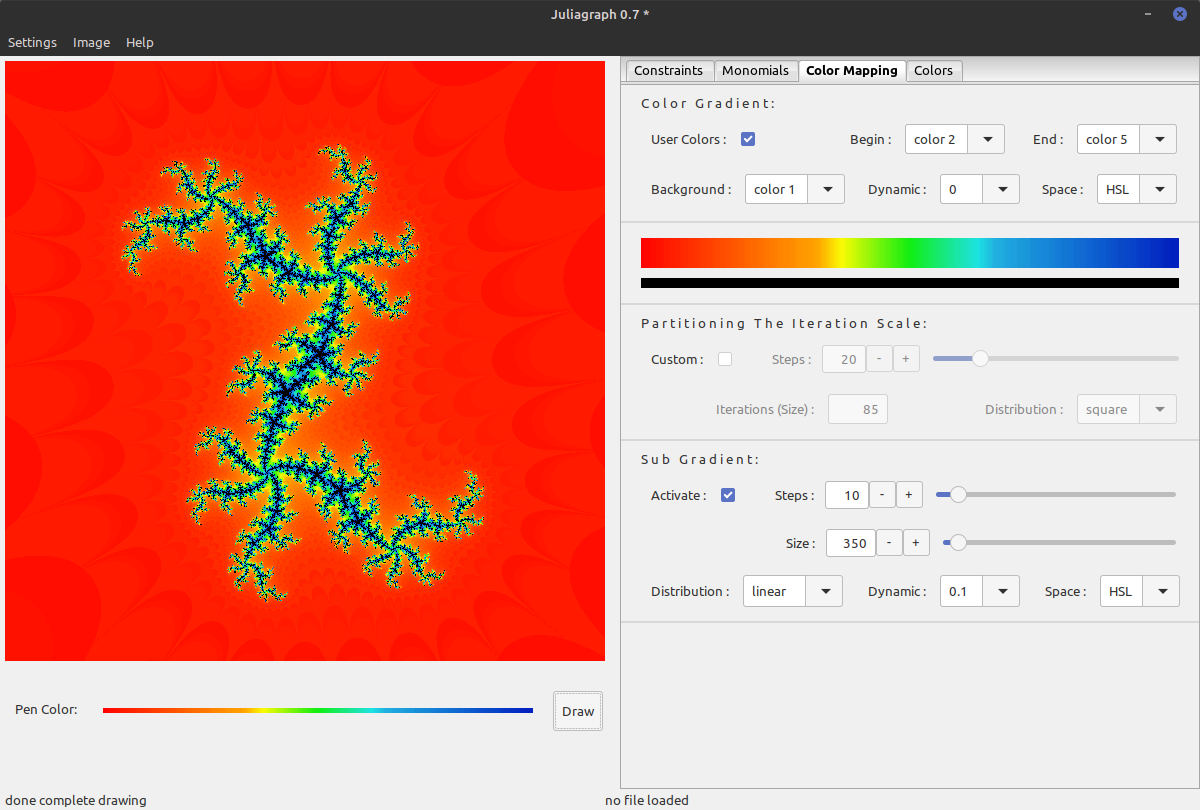 Juliagraph 0.7 *
Settings Image Help
Constraints Monomials Color Mapping Colors
Color Gradient:
User Colors : Begin : color 2 End : color 5
Background : color 1 Dynamic : 0 Space : HSL
Partitioning The Iteration Scale:
Custom : Steps : 20 - +
Iterations (Size) : 85 Distribution : square
Sub Gradient:
Activate : Steps : 10 - +
Size : 350 - +
Distribution : linear Dynamic : 0.1 Space : HSL
Pen Color: Draw
done complete drawing no file loaded